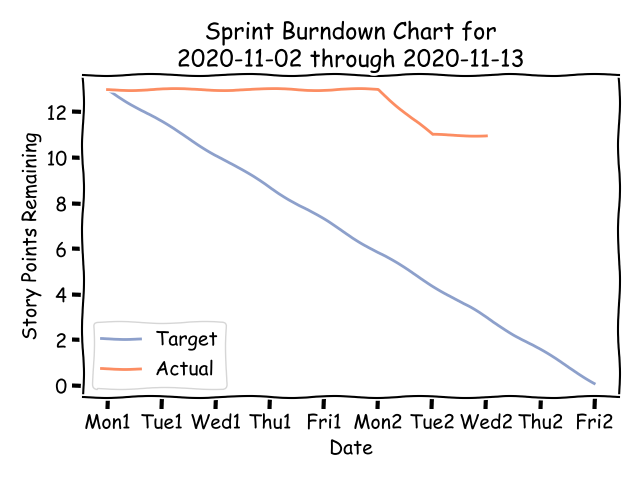 Sprint Burndown Chart for
2020-11-02 through 2020-11-13
Story Points Remaining
12
10
8
6
4
2
0
Target
Actual
Mon1 Tue1 Wed1 Thu1 Fri1 Mon2 Tue2 Wed2 Thu2 Fri2
Date